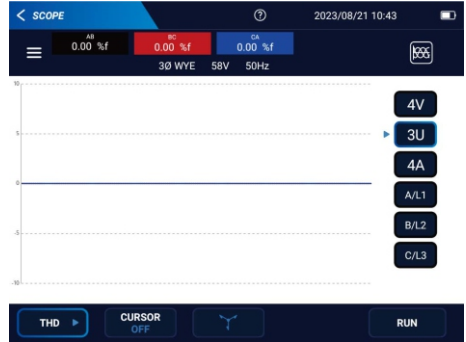 SCOPE
2023/08/21 10:43
AB BC CA
0.00 %f 0.00 %f 0.00 %f
3Ø WYE 58V 50Hz
10
5
0
-5
-10
4V
3U
4A
A/L1
B/L2
C/L3
THD
CURSOR
OFF
RUN